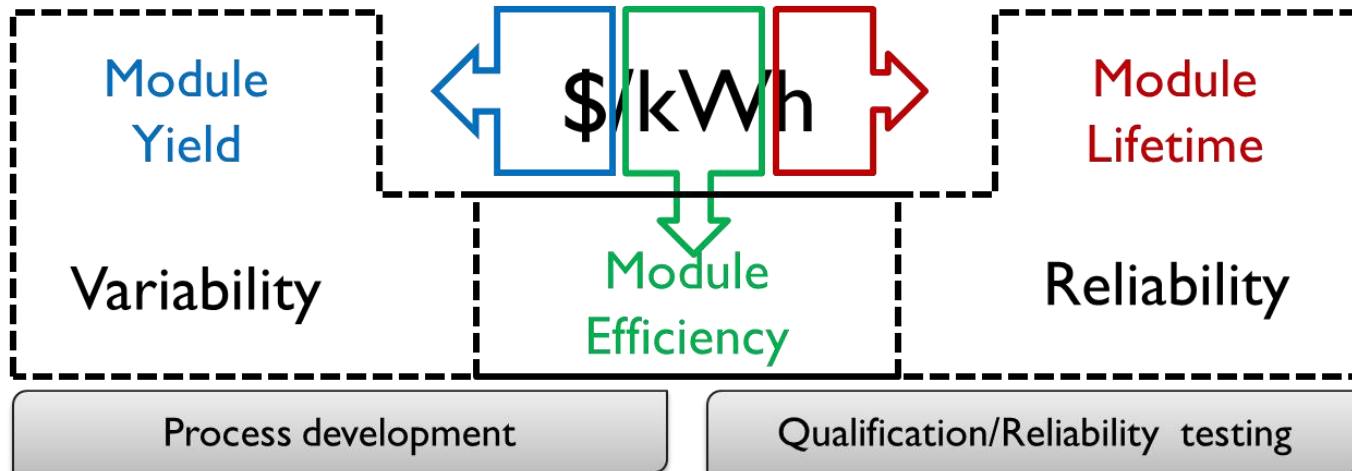 Module
Yield
$/kWh
Module
Lifetime
Variability
Module
Efficiency
Reliability
Process development
Qualification/Reliability testing